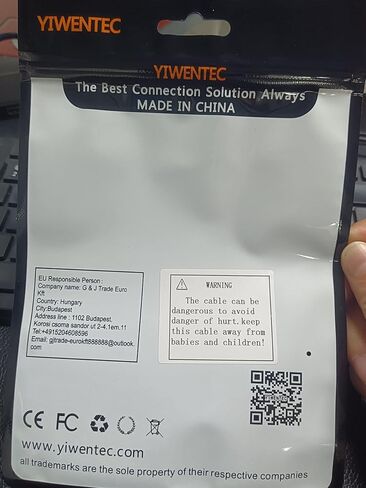 YIWENTEC
YIWENTEC
The Best Connection Solution Always
MADE IN CHINA
EU Responsible Person :
Company name: G & J Trade Euro
Kft
Country: Hungary
City:Budapest
Address line : 1102 Budapest,
Korosi csoma sandor ut 2-4.1em.11
Tel:+4915204608596
Email: gjtrade-eurokft888888@outlook.
com
WARNING
The cable can be
dangerous to avoid
danger of hurt.keep
this cable away from
babies and children!
CE FC
www.yiwentec.com
all trademarks are the sole property of their respective companies